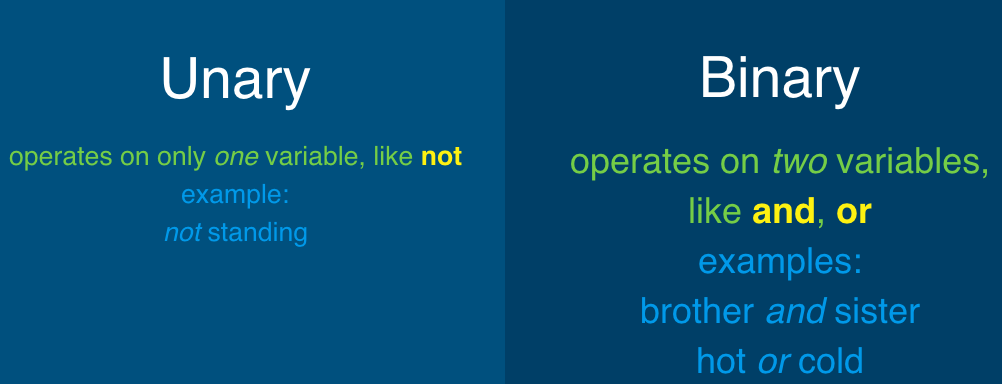 Unary
operates on only one variable, like not
example:
not standing
Binary
operates on two variables,
like and, or
examples:
brother and sister
hot or cold